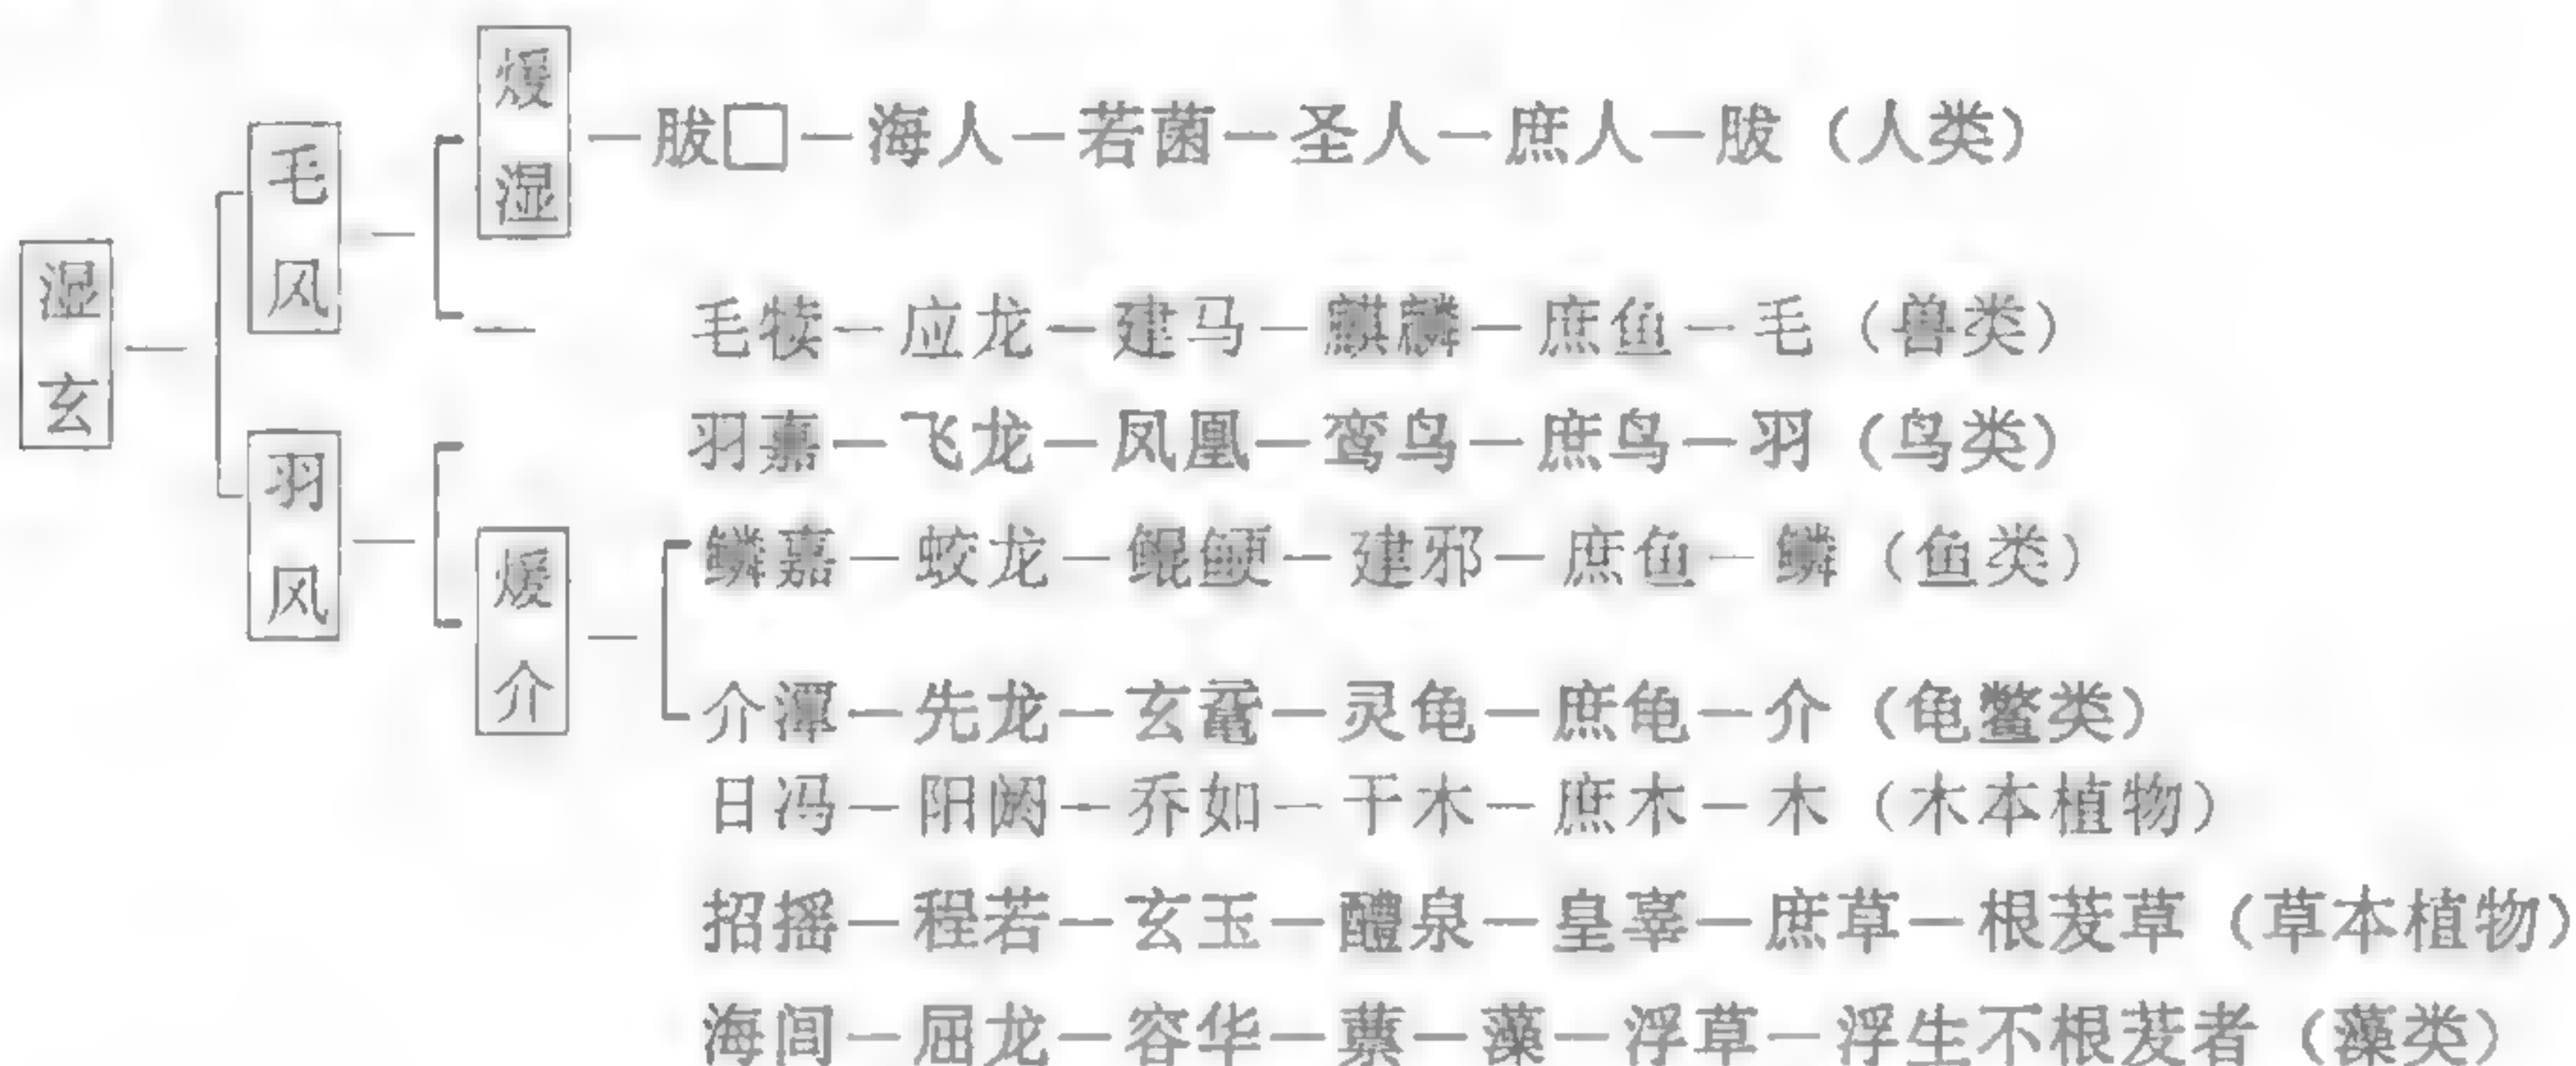 湿玄
毛风
羽风
煖湿
煖介
胈□—海人—若菌—圣人—庶人—胈（人类）
毛犊—应龙—建马—麒麟—庶鱼—毛（兽类）
羽嘉—飞龙—凤凰—鸾鸟—庶鸟—羽（鸟类）
鳞嘉—蛟龙—鲲鲠—建邪—庶鱼—鳞（鱼类）
介潭—先龙—玄鼋—灵龟—庶龟—介（龟鳖类）
日冯—阳阏—乔如—干木—庶木—木（木本植物）
招摇—程若—玄玉—醴泉—皇辜—庶草—根茇草（草本植物）
海闾—屈龙—容华—蔈—藻—浮草—浮生不根茇者（藻类）